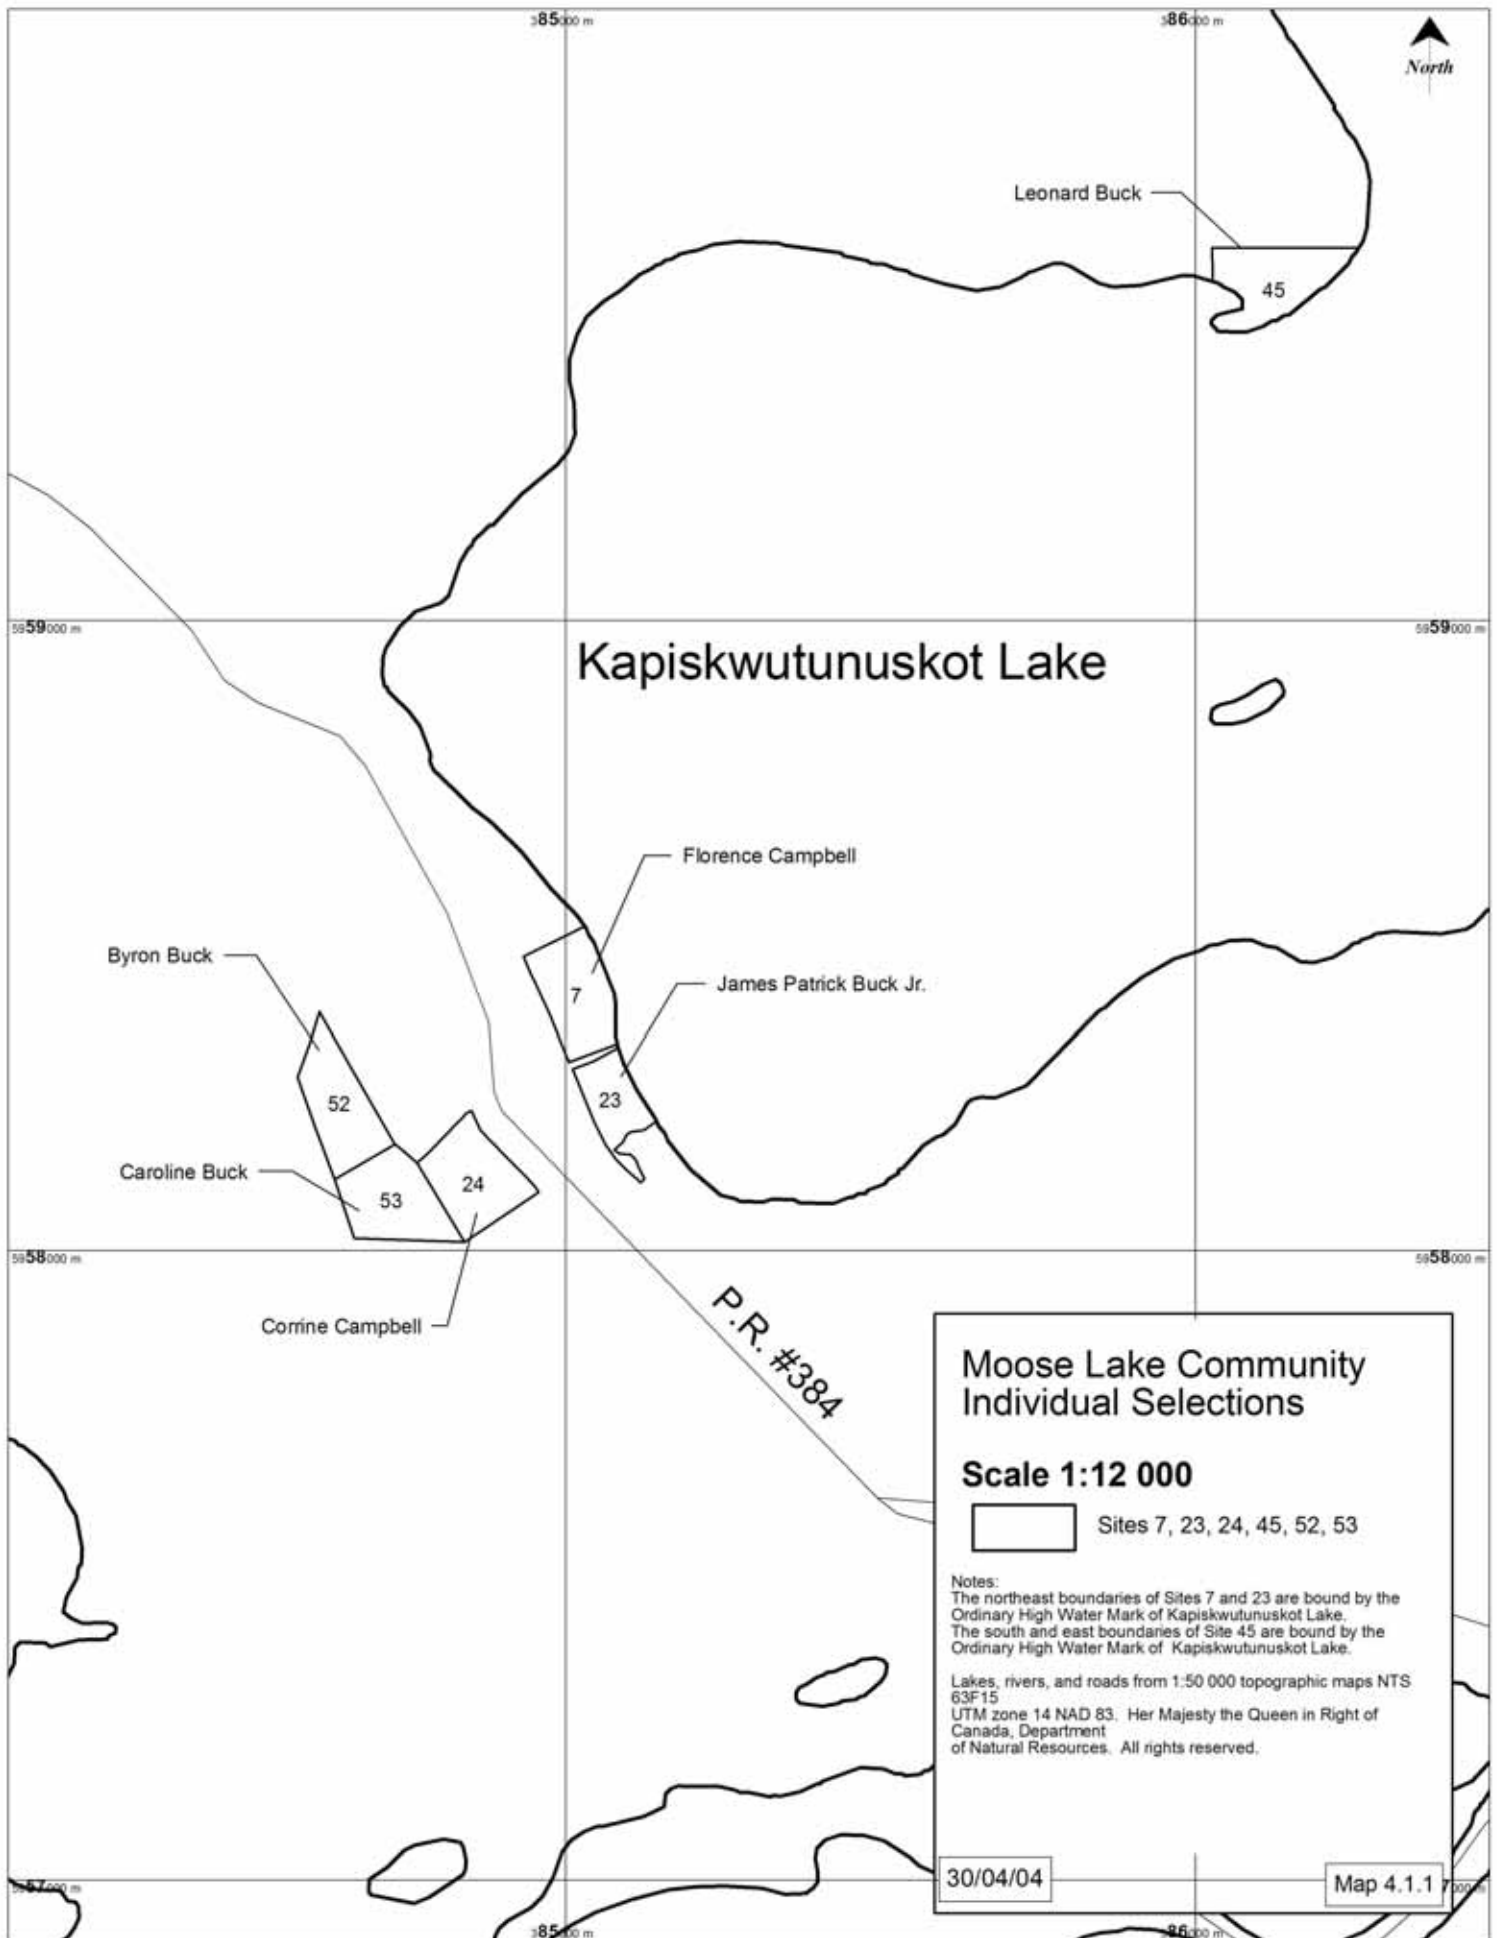 385000 m
386000 m
North
Leonard Buck
45
5959000 m
5959000 m
Kapiskwutunuskot Lake
Florence Campbell
Byron Buck
James Patrick Buck Jr.
7
52
23
Caroline Buck
53
24
5958000 m
5958000 m
Corrine Campbell
P.R. #384
Moose Lake Community
Individual Selections
Scale 1:12 000
Sites 7, 23, 24, 45, 52, 53
Notes:
The northeast boundaries of Sites 7 and 23 are bound by the
Ordinary High Water Mark of Kapiskwutunuskot Lake.
The south and east boundaries of Site 45 are bound by the
Ordinary High Water Mark of Kapiskwutunuskot Lake.
Lakes, rivers, and roads from 1:50 000 topographic maps NTS
63F15
UTM zone 14 NAD 83. Her Majesty the Queen in Right of
Canada, Department
of Natural Resources. All rights reserved.
30/04/04
Map 4.1.1
5957000 m
7000 m
385000 m
386000 m